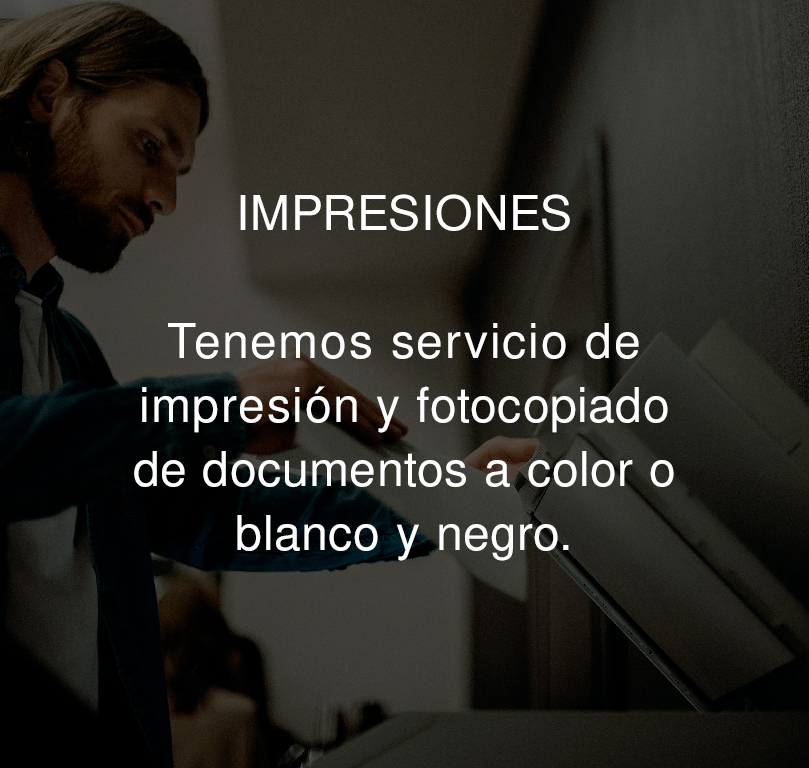 IMPRESIONES
Tenemos servicio de
impresión y fotocopiado
de documentos a color o
blanco y negro.